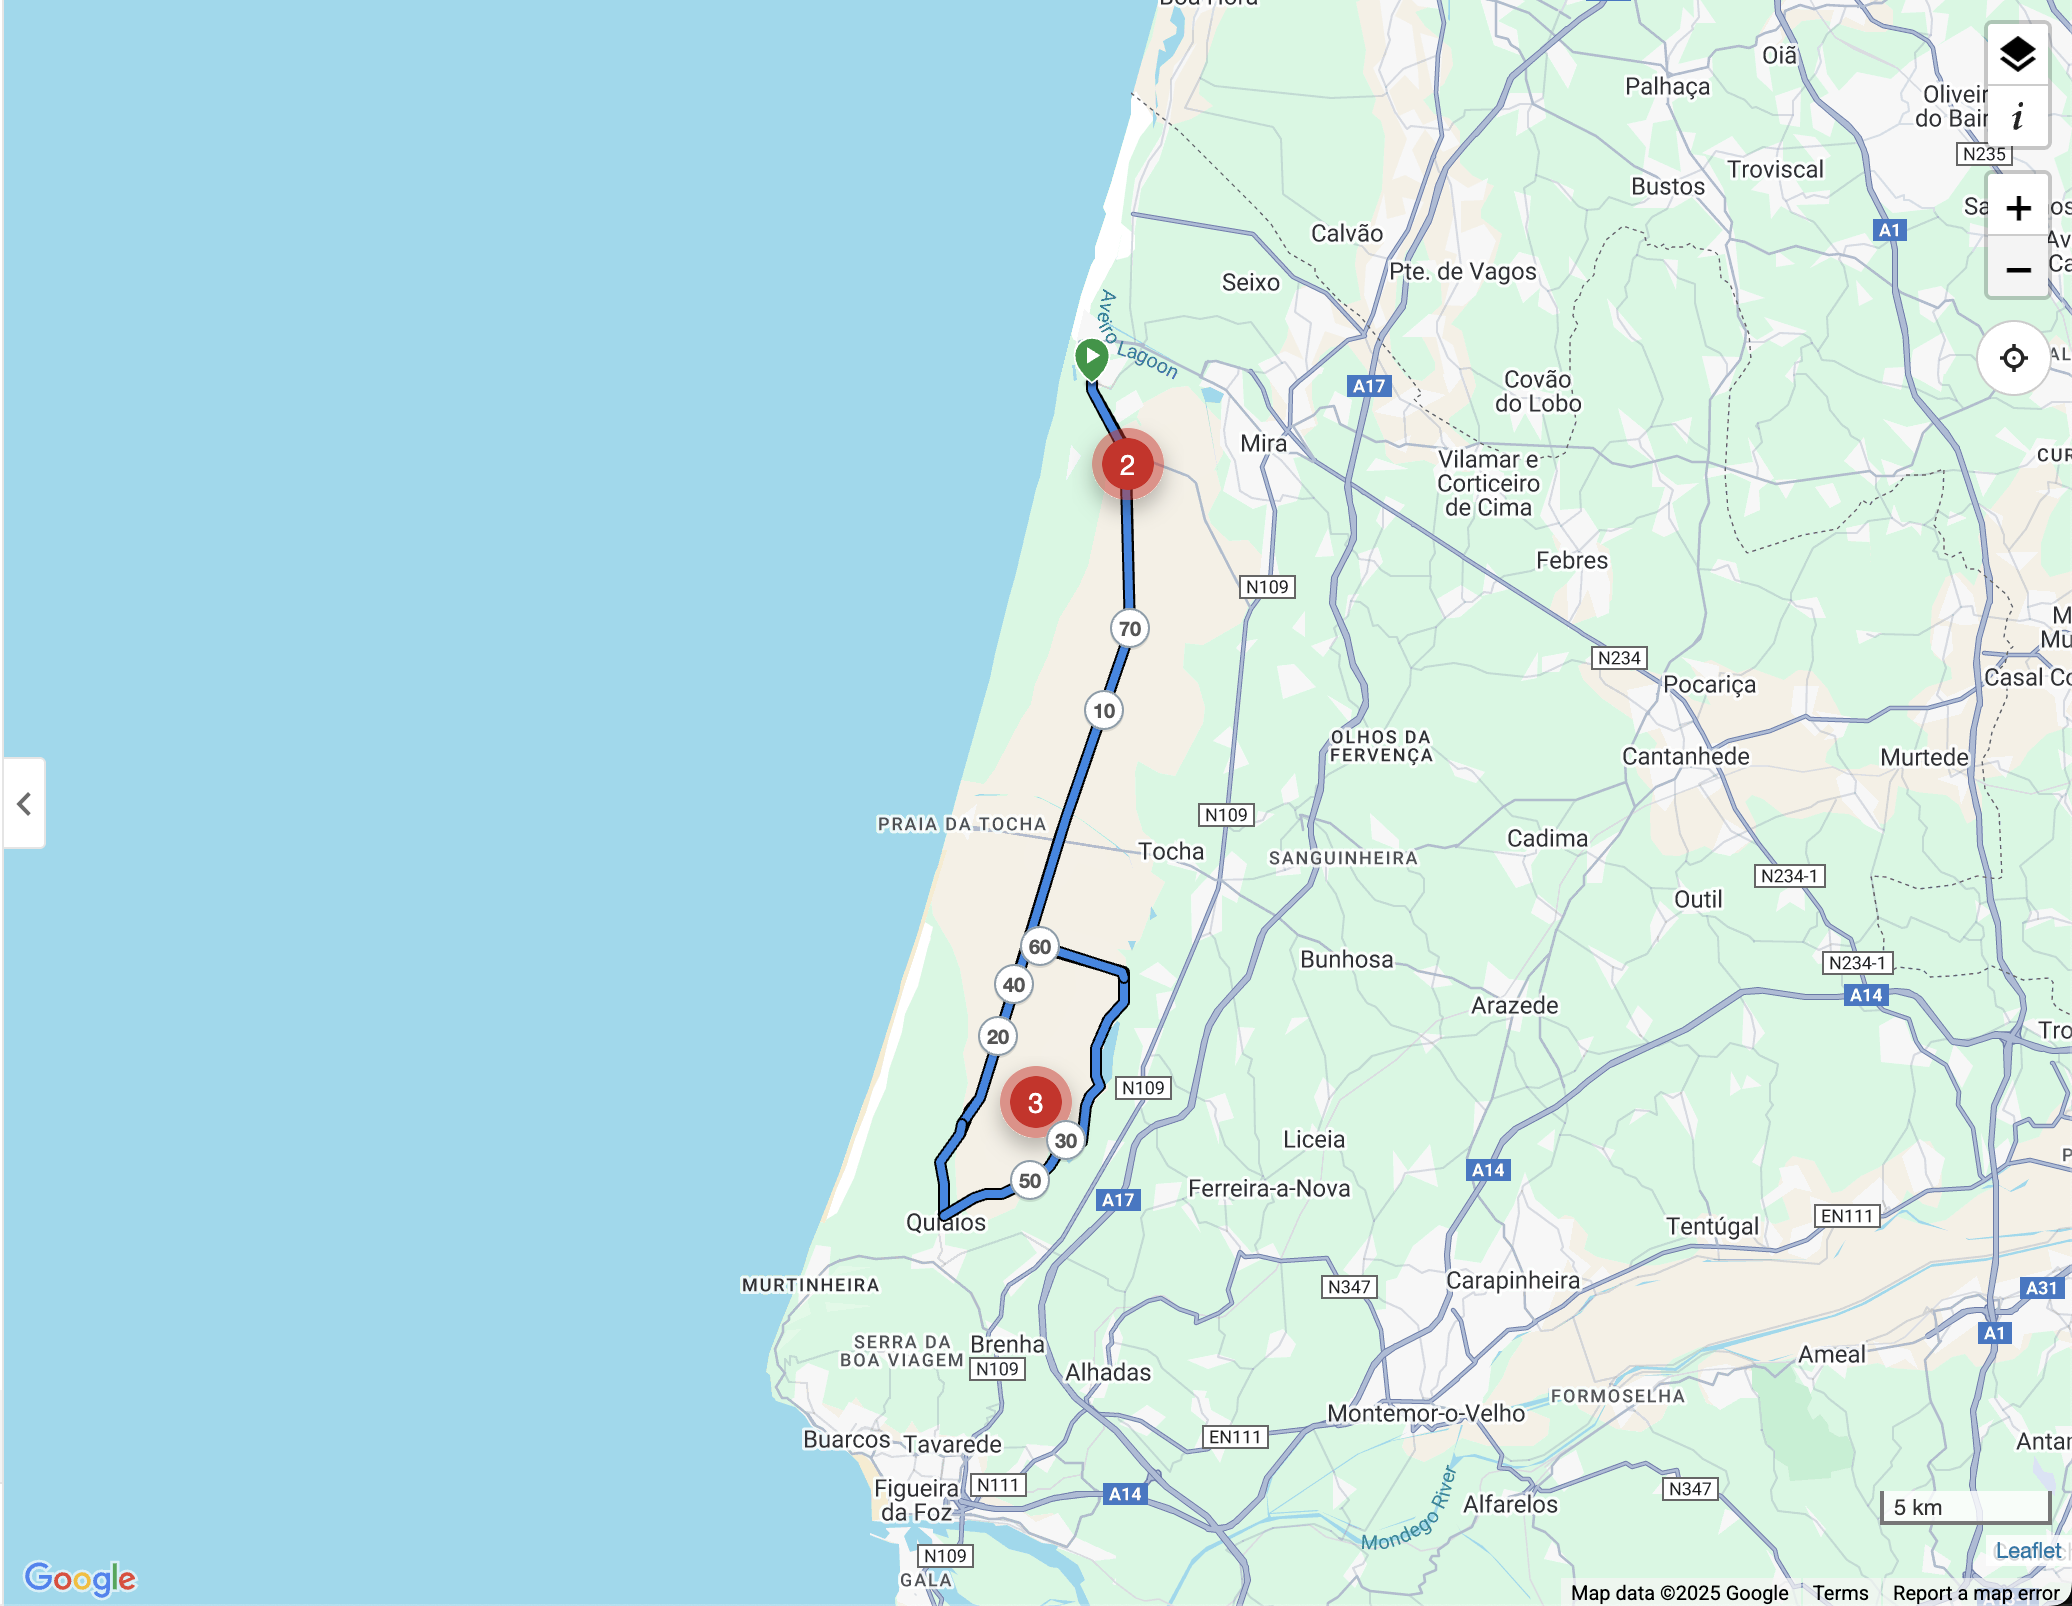 Oiã
Palhaça
N235
Troviscal
Bustos
A1
Calvão
Pte. de Vagos
Seixo
Aveiro Lagoon
A17
Covão
do Lobo
2
Mira
Vilamar e
Corticeiro
de Cima
Febres
N109
70
N234
Pocariça
10
OLHOS DA
FERVENÇA
Cantanhede
Murtede
PRAIA DA TOCHA
N109
Tocha
SANGUINHEIRA
Cadima
N234-1
Outil
60
Bunhosa
N234-1
40
A14
Arazede
20
N109
3
30
Liceia
A14
50
Ferreira-a-Nova
A17
Quiaios
Tentúgal
EN111
MURTINHEIRA
N347
Carapinheira
A31
A1
SERRA DA
BOA VIAGEM
Brenha
N109
Alhadas
Ameal
FORMOSELHA
Montemor-o-Velho
Buarcos
Tavarede
EN111
Figueira
da Foz
N111
A14
Mondego River
Alfarelos
N347
5 km
N109
GALA
Leaflet
Google
Map data ©2025 Google
Terms
Report a map error